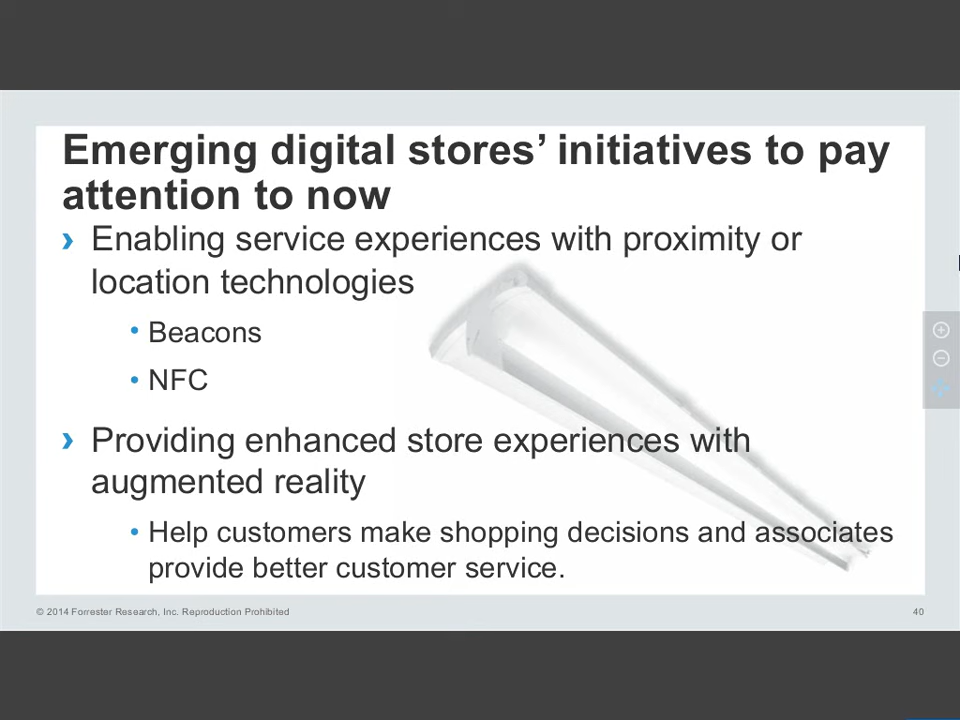 Emerging digital stores’ initiatives to pay
attention to now
› Enabling service experiences with proximity or
location technologies
• Beacons
• NFC
› Providing enhanced store experiences with
augmented reality
• Help customers make shopping decisions and associates
provide better customer service.
© 2014 Forrester Research, Inc. Reproduction Prohibited
40